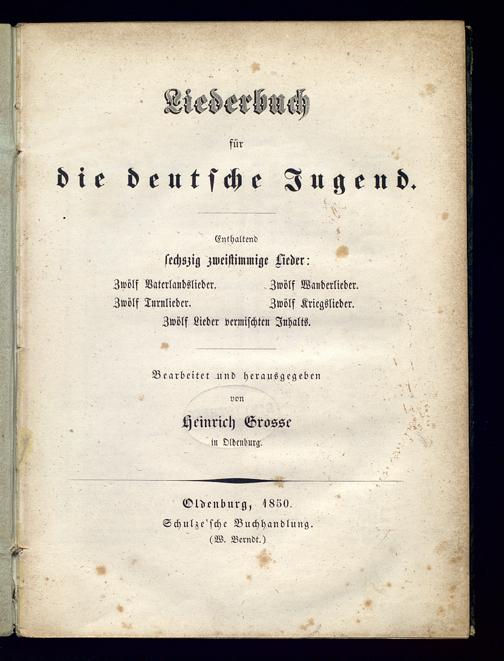 Liederbuch
für
die deutsche Jugend.
Enthaltend
sechszig zweistimmige Lieder:
Zwölf Vaterlandslieder. Zwölf Wanderlieder.
Zwölf Turnlieder. Zwölf Kriegslieder.
Zwölf Lieder vermischten Inhalts.
Bearbeitet und herausgegeben
von
Heinrich Grosse
in Oldenburg.
Oldenburg, 1850.
Schulze'sche Buchhandlung.
(W. Berndt.)